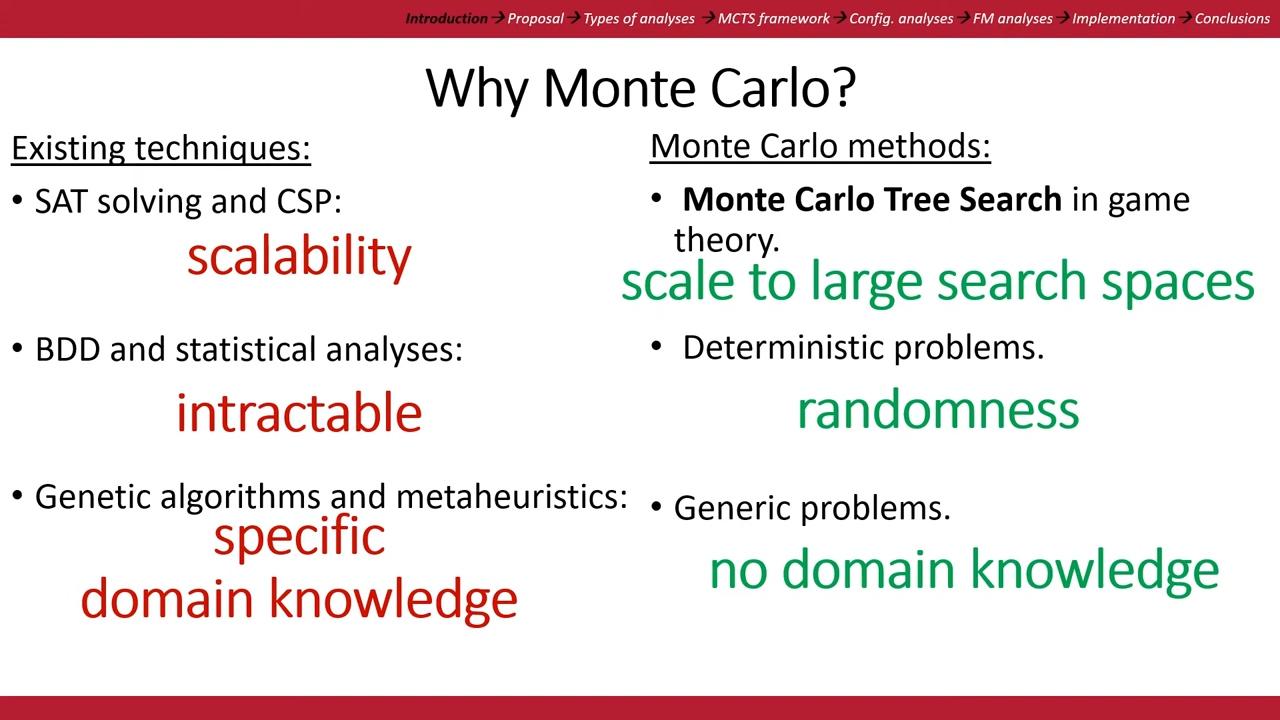 Introduction→Proposal→Types of analyses →MCTS framework→Config. analyses→FM analyses→Implementation→Conclusions
Why Monte Carlo?
Existing techniques:
• SAT solving and CSP:
scalability
• BDD and statistical analyses:
intractable
• Genetic algorithms and metaheuristics:
specific
domain knowledge
Monte Carlo methods:
• Monte Carlo Tree Search in game
theory.
scale to large search spaces
• Deterministic problems.
randomness
• Generic problems.
no domain knowledge